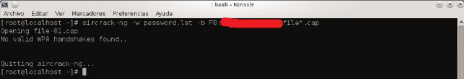 : bash – Konsole
Archivo Editar Ver Marcadores Preferencias Ayuda
[root@localhost ~]# aircrack-ng -w password.lst -b F8: file*.cap
Opening file-01.cap
No valid WPA handshakes found..
Quitting aircrack-ng...
[root@localhost ~]#